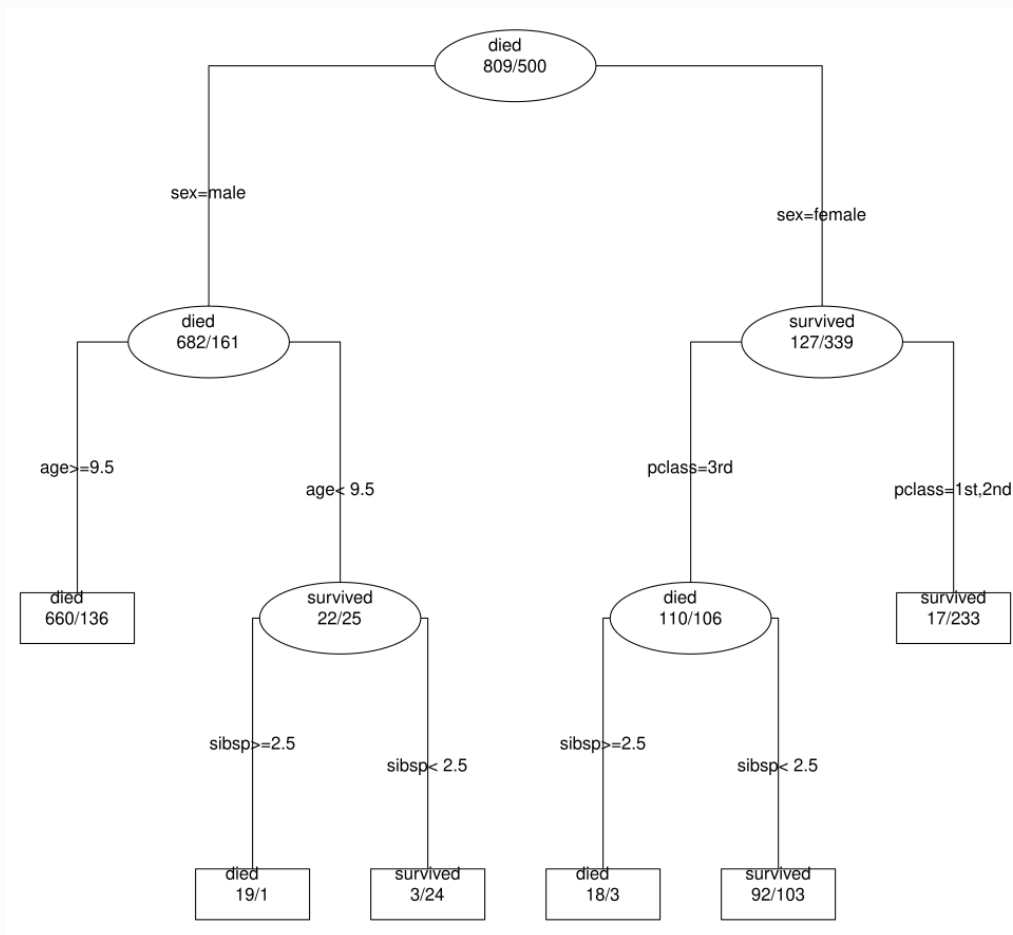 died
809/500
sex=male
sex=female
died
682/161
survived
127/339
age>=9.5
age< 9.5
pclass=3rd
pclass=1st,2nd
died
660/136
survived
22/25
died
110/106
survived
17/233
sibsp>=2.5
sibsp< 2.5
sibsp>=2.5
sibsp< 2.5
died
19/1
survived
3/24
died
18/3
survived
92/103